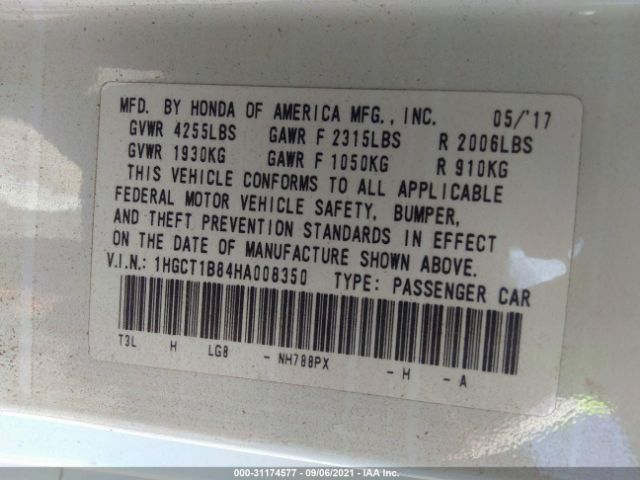 MFD. BY HONDA OF AMERICA MFG., INC. 05/'17
GVWR 4255LBS GAWR F 2315LBS R 2006LBS
GVWR 1930KG GAWR F 1050KG R 910KG
THIS VEHICLE CONFORMS TO ALL APPLICABLE
FEDERAL MOTOR VEHICLE SAFETY, BUMPER,
AND THEFT PREVENTION STANDARDS IN EFFECT
ON THE DATE OF MANUFACTURE SHOWN ABOVE.
V.I.N.: 1HGCT1B84HA008350 TYPE: PASSENGER CAR
T3L H LG8 - NH788PX - H - A
000-31174577 - 09/06/2021 - IAA Inc.